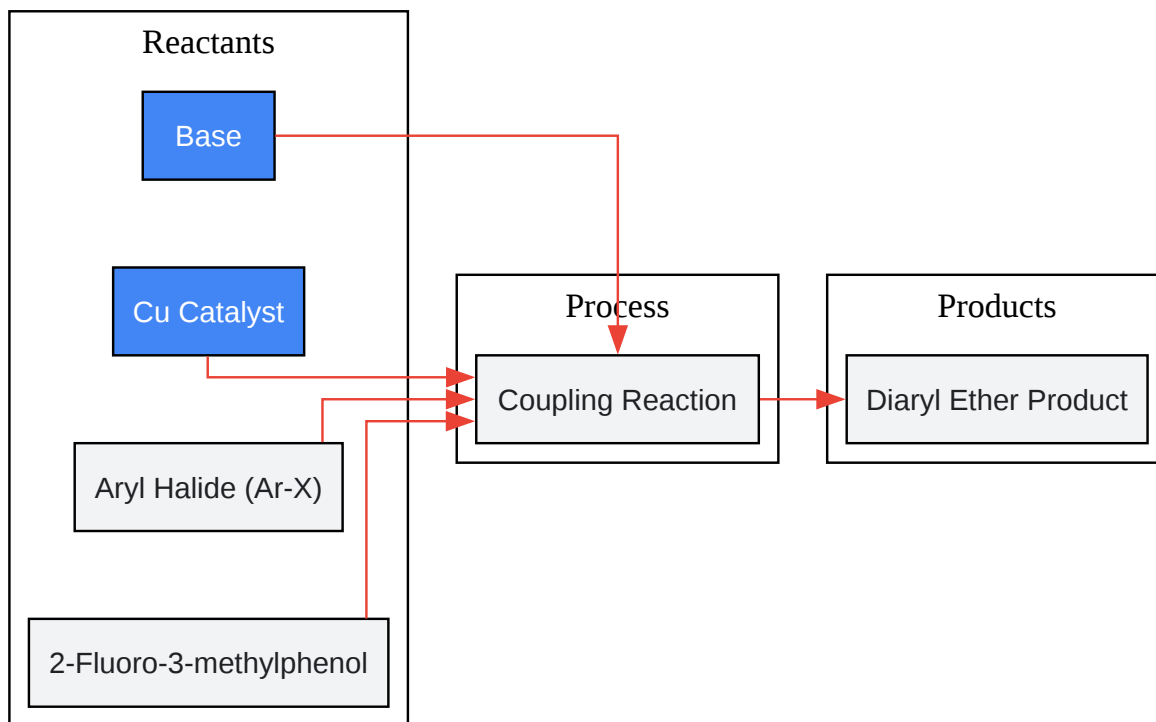 Reactants
Base
Cu Catalyst
Aryl Halide (Ar-X)
2-Fluoro-3-methylphenol
Process
Coupling Reaction
Products
Diaryl Ether Product